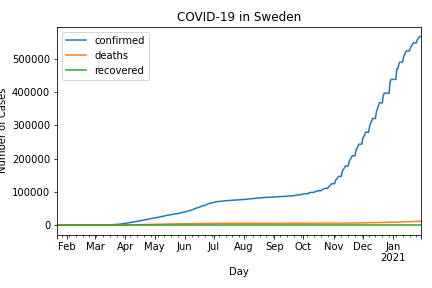 COVID-19 in Sweden
confirmed
deaths
recovered
500000
400000
300000
200000
100000
0
Number of Cases
Feb Mar Apr May Jun Jul Aug Sep Oct Nov Dec Jan
2021
Day